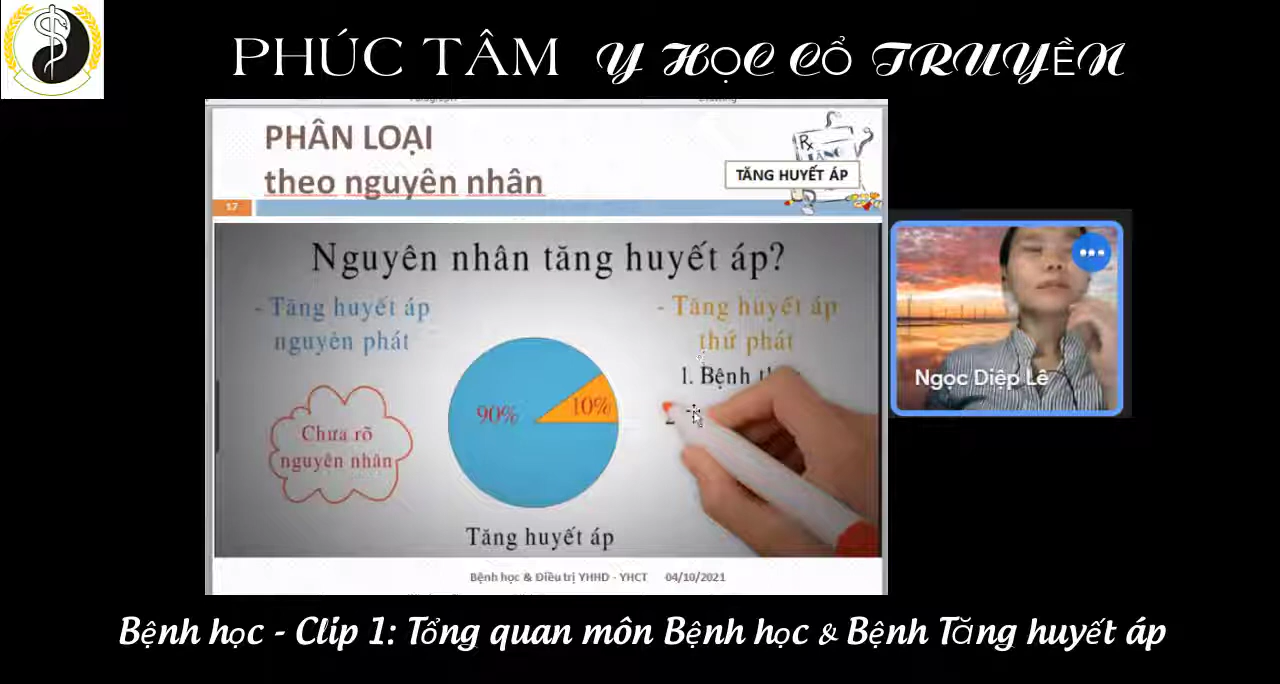 PHÚC TÂM Y HỌC CỔ TRUYỀN
PHÂN LOẠI
theo nguyên nhân
TĂNG HUYẾT ÁP
17
Nguyên nhân tăng huyết áp?
- Tăng huyết áp
nguyên phát
- Tăng huyết áp
thứ phát
1. Bệnh
90%
10%
Chưa rõ
nguyên nhân
Tăng huyết áp
Ngọc Diệp Lê
Bệnh học & Điều trị YHHD - YHCT 04/10/2021
Bệnh học - Clip 1: Tổng quan môn Bệnh học & Bệnh Tăng huyết áp